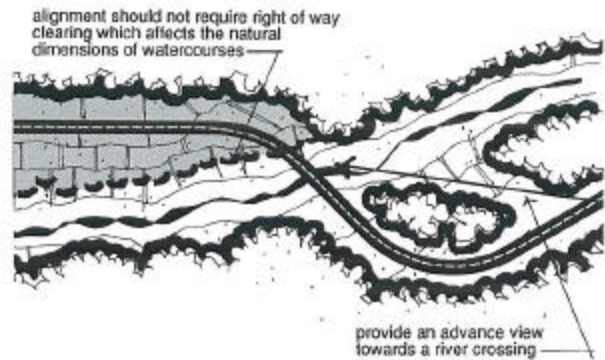 alignment should not require right of way
clearing which affects the natural
dimensions of watercourses
provide an advance view
towards a river crossing